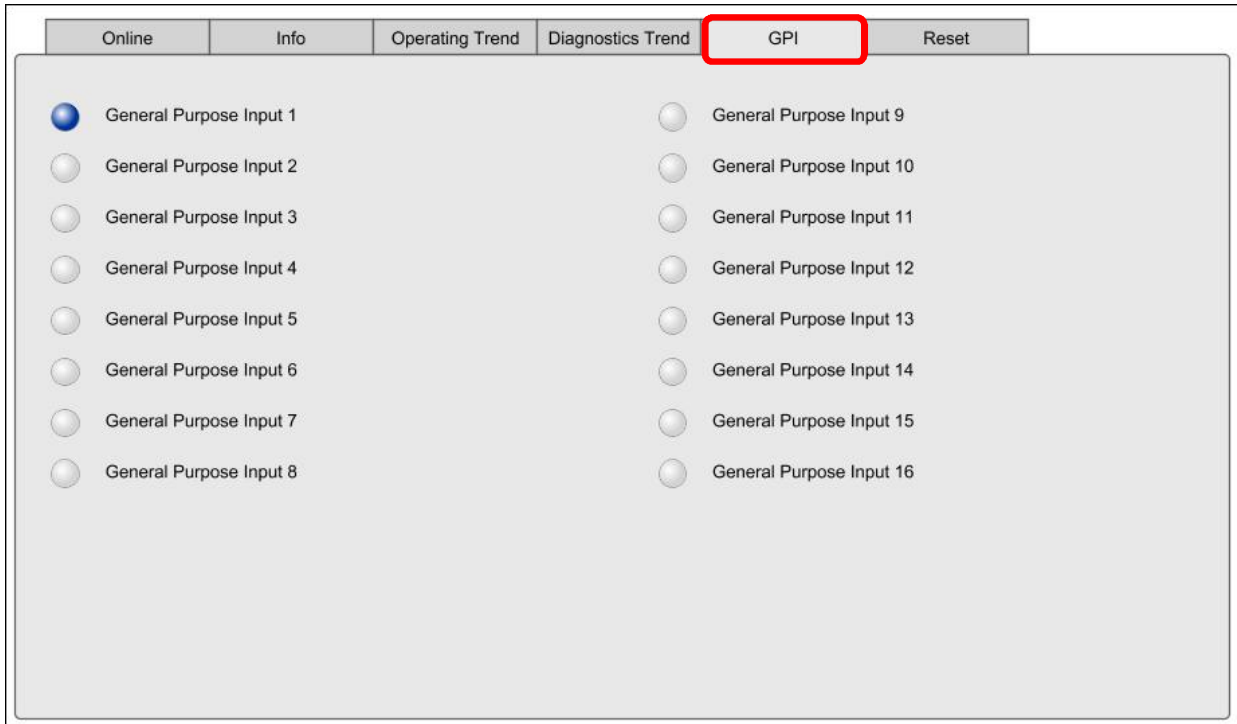 Online Info Operating Trend Diagnostics Trend GPI Reset
General Purpose Input 1
General Purpose Input 2
General Purpose Input 3
General Purpose Input 4
General Purpose Input 5
General Purpose Input 6
General Purpose Input 7
General Purpose Input 8
General Purpose Input 9
General Purpose Input 10
General Purpose Input 11
General Purpose Input 12
General Purpose Input 13
General Purpose Input 14
General Purpose Input 15
General Purpose Input 16